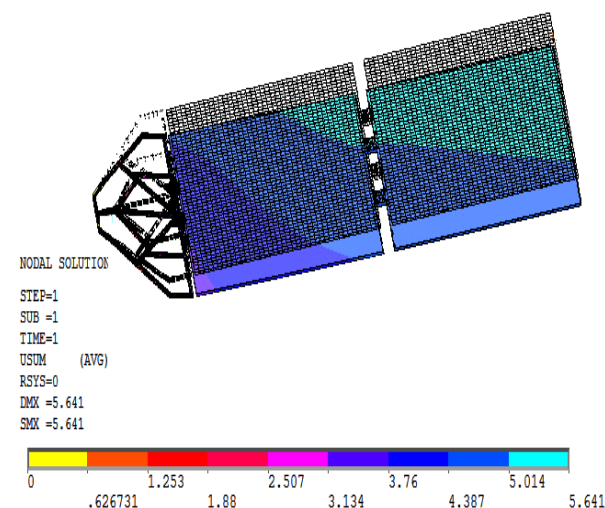 NODAL SOLUTION
STEP=1
SUB =1
TIME=1
USUM (AVG)
RSYS=0
DMX =5.641
SMX =5.641
0 1.253 2.507 3.76 5.014
.626731 1.88 3.134 4.387 5.641